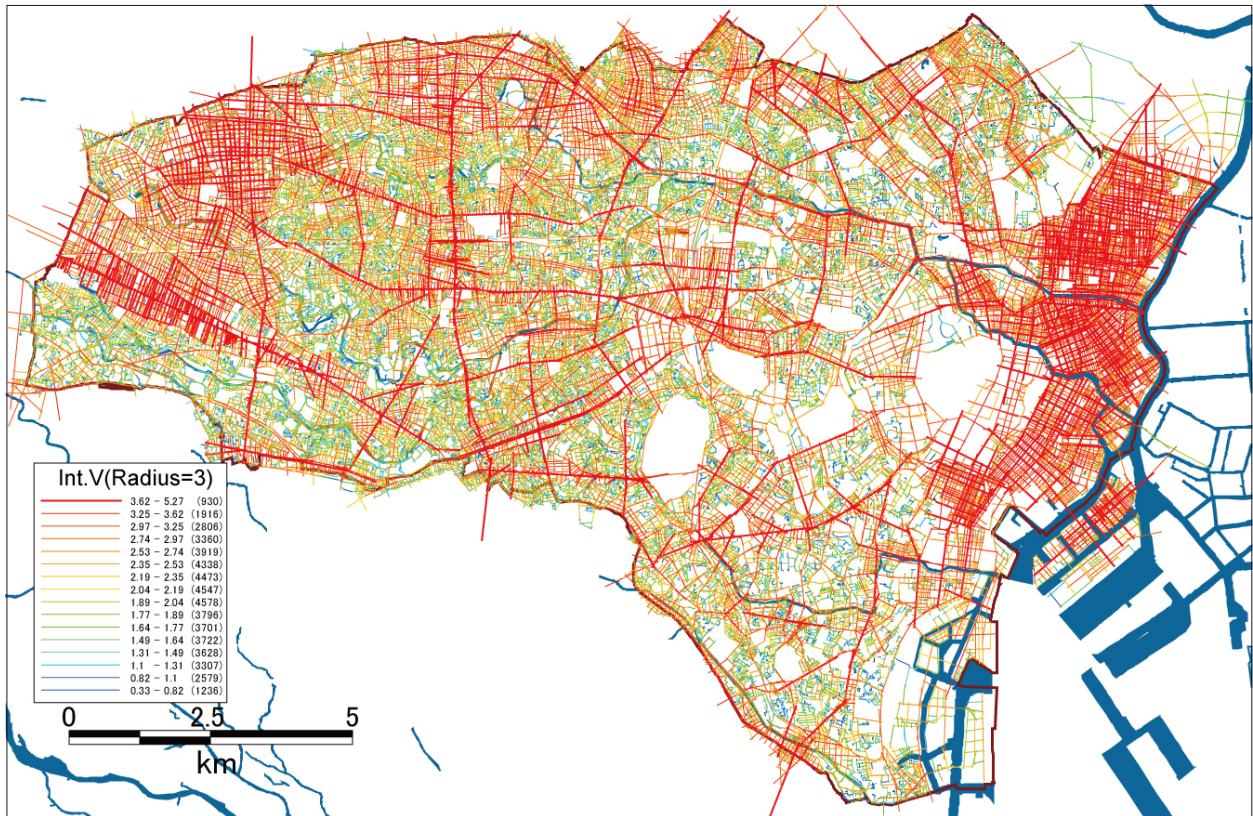 Int.V(Radius=3)
3.62 - 5.27 (930)
3.25 - 3.62 (1916)
2.97 - 3.25 (2806)
2.74 - 2.97 (3360)
2.53 - 2.74 (3919)
2.35 - 2.53 (4338)
2.19 - 2.35 (4473)
2.04 - 2.19 (4547)
1.89 - 2.04 (4578)
1.77 - 1.89 (3796)
1.64 - 1.77 (3701)
1.49 - 1.64 (3722)
1.31 - 1.49 (3628)
1.1 - 1.31 (3307)
0.82 - 1.1 (2579)
0.33 - 0.82 (1236)
0 2.5 5
km